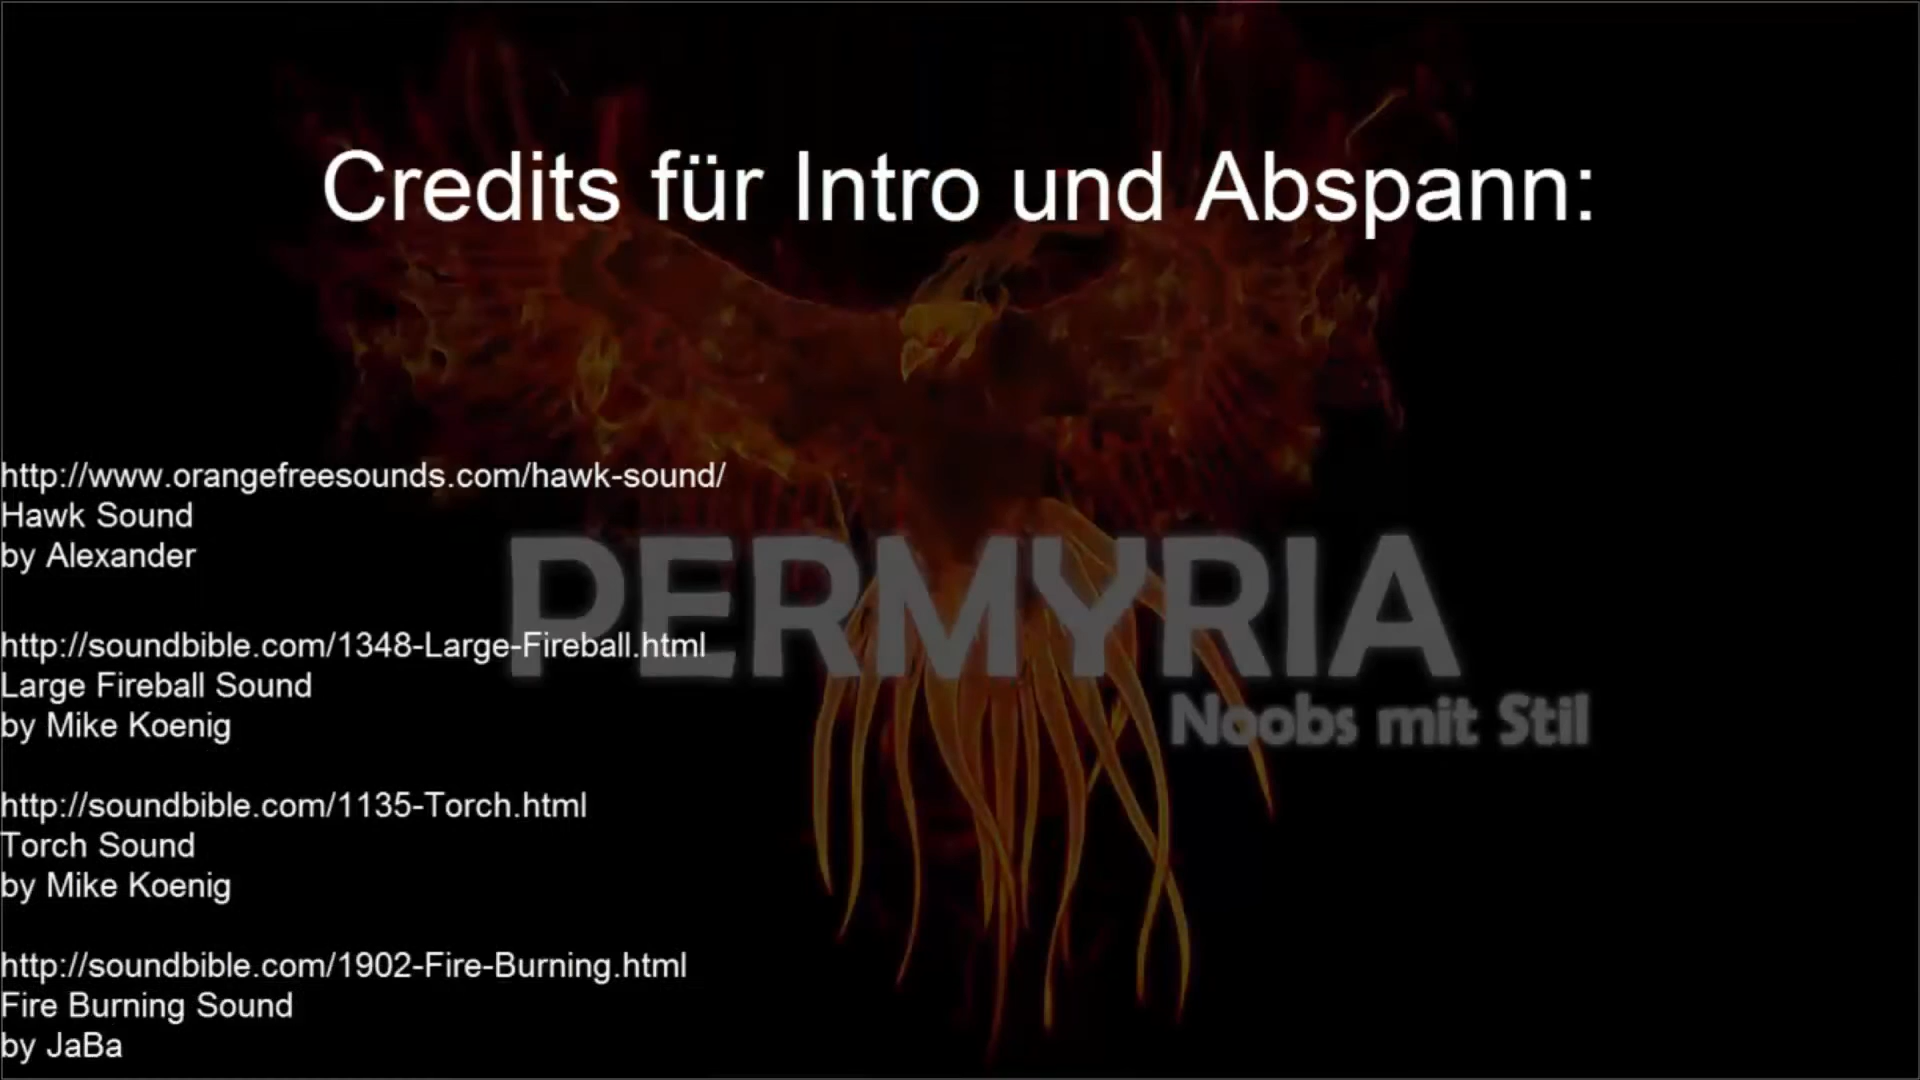 Credits für Intro und Abspann:
http://www.orangefreesounds.com/hawk-sound/
Hawk Sound
by Alexander
http://soundbible.com/1348-Large-Fireball.html
Large Fireball Sound
by Mike Koenig
PERMYRIA
Noobs mit Stil
http://soundbible.com/1135-Torch.html
Torch Sound
by Mike Koenig
http://soundbible.com/1902-Fire-Burning.html
Fire Burning Sound
by JaBa